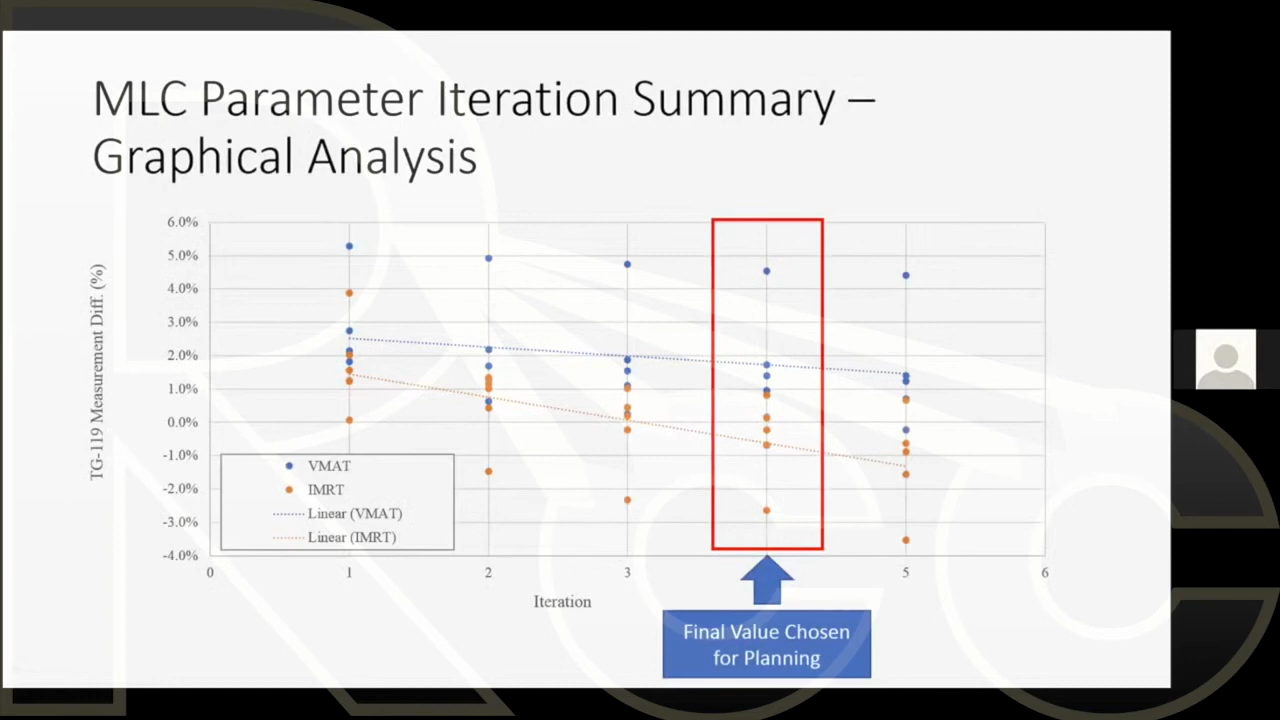 MLC Parameter Iteration Summary –
Graphical Analysis
TG-119 Measurement Diff. (%)
6.0%
5.0%
4.0%
3.0%
2.0%
1.0%
0.0%
-1.0%
-2.0%
-3.0%
-4.0%
VMAT
IMRT
Linear (VMAT)
Linear (IMRT)
0 1 2 3 5 6
Iteration
Final Value Chosen
for Planning